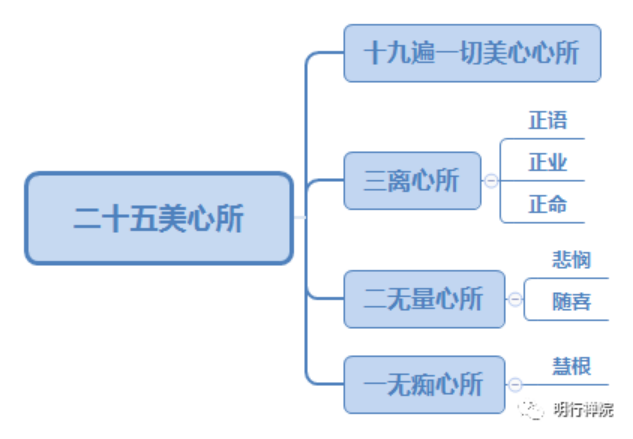 十九遍一切美心心所
正语
三离心所
正业
正命
二十五美心所
悲悯
二无量心所
随喜
慧根
一无痴心所
明行禅院